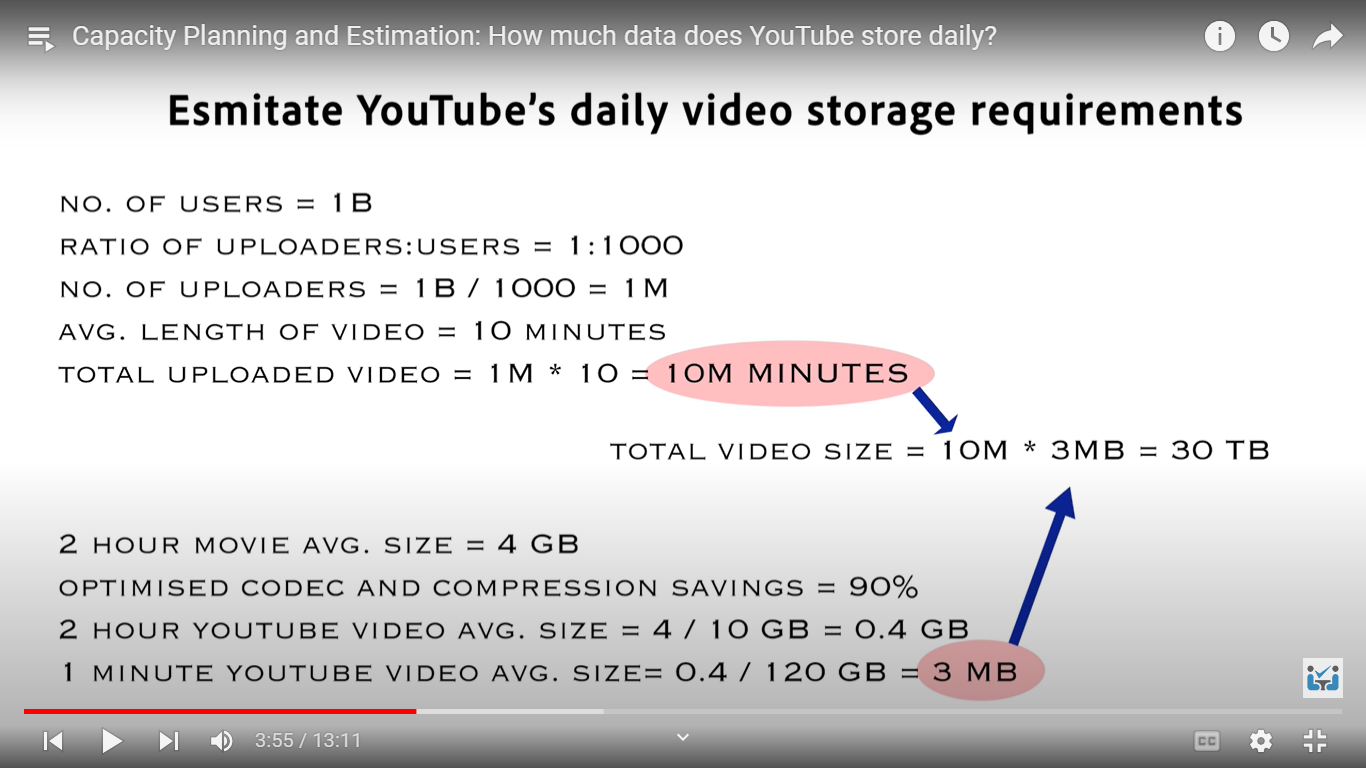 Capacity Planning and Estimation: How much data does YouTube store daily?
Esmitate YouTube's daily video storage requirements
NO. OF USERS = 1B
RATIO OF UPLOADERS:USERS = 1:1000
NO. OF UPLOADERS = 1B / 1000 = 1M
AVG. LENGTH OF VIDEO = 10 MINUTES
TOTAL UPLOADED VIDEO = 1M * 10 = 10M MINUTES
TOTAL VIDEO SIZE = 10M * 3MB = 30 TB
2 HOUR MOVIE AVG. SIZE = 4 GB
OPTIMISED CODEC AND COMPRESSION SAVINGS = 90%
2 HOUR YOUTUBE VIDEO AVG. SIZE = 4 / 10 GB = 0.4 GB
1 MINUTE YOUTUBE VIDEO AVG. SIZE= 0.4 / 120 GB = 3 MB
3:55 / 13:11
CC